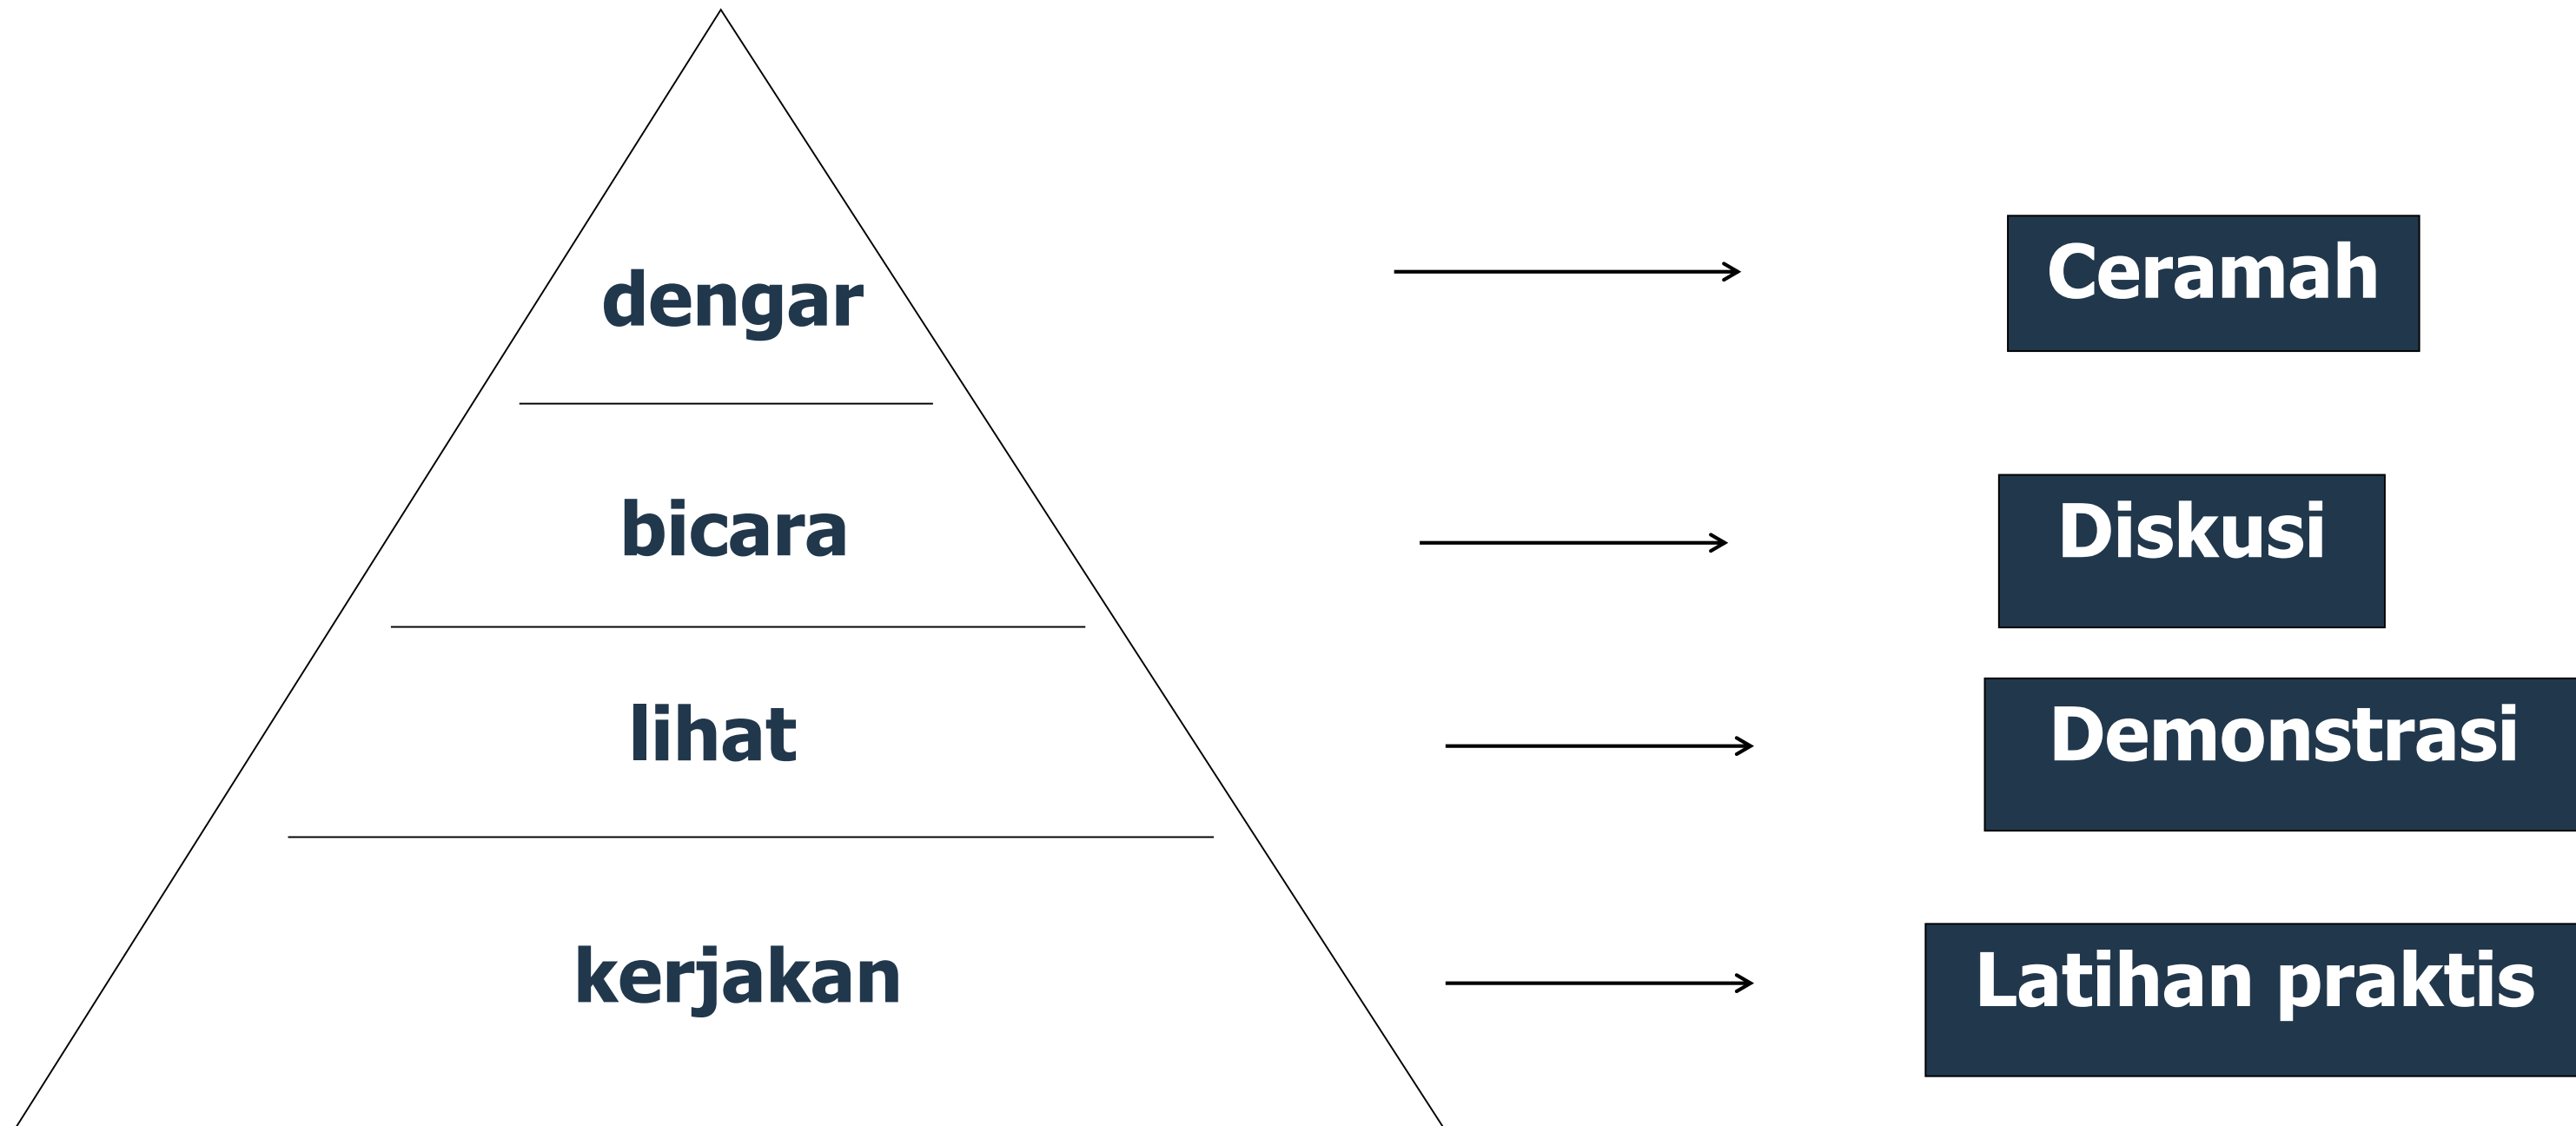 dengar
Ceramah
bicara
Diskusi
lihat
Demonstrasi
kerjakan
Latihan praktis